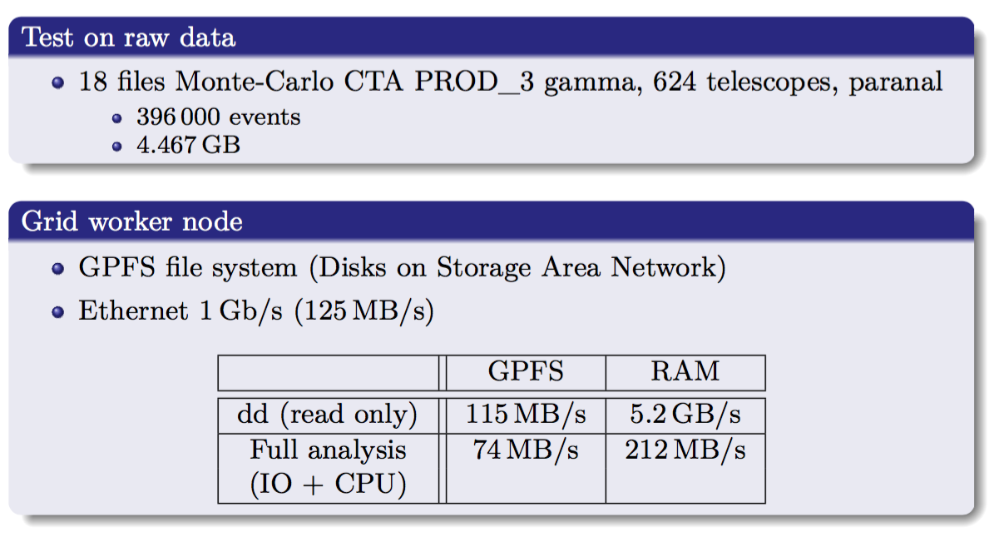 Test on raw data
18 files Monte-Carlo CTA PROD_3 gamma, 624 telescopes, paranal
396 000 events
4.467 GB
Grid worker node
GPFS file system (Disks on Storage Area Network)
Ethernet 1 Gb/s (125 MB/s)
GPFS RAM
dd (read only) 115 MB/s 5.2 GB/s
Full analysis 74 MB/s 212 MB/s
(IO + CPU)